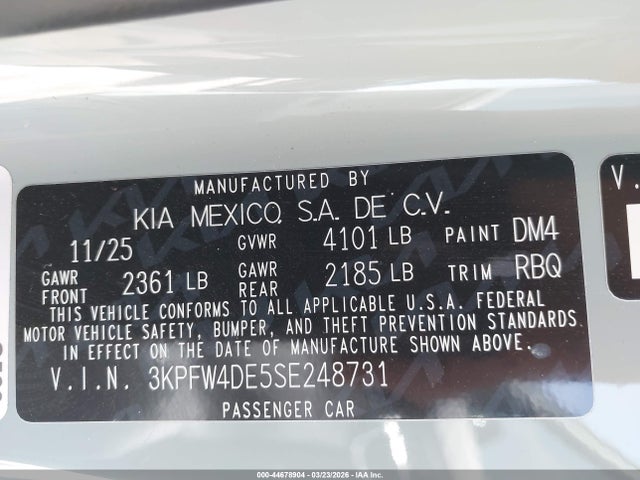 MANUFACTURED BY
KIA MEXICO, S.A. DE C.V.
11/25 GVWR 4101 LB PAINT DM4
GAWR FRONT 2361 LB GAWR REAR 2185 LB TRIM RBQ
THIS VEHICLE CONFORMS TO ALL APPLICABLE U.S.A. FEDERAL
MOTOR VEHICLE SAFETY, BUMPER, AND THEFT PREVENTION STANDARDS
IN EFFECT ON THE DATE OF MANUFACTURE SHOWN ABOVE.
V.I.N. 3KPFW4DE5SE248731
PASSENGER CAR
V.
000-44678904 - 03/23/2026 - IAA Inc.